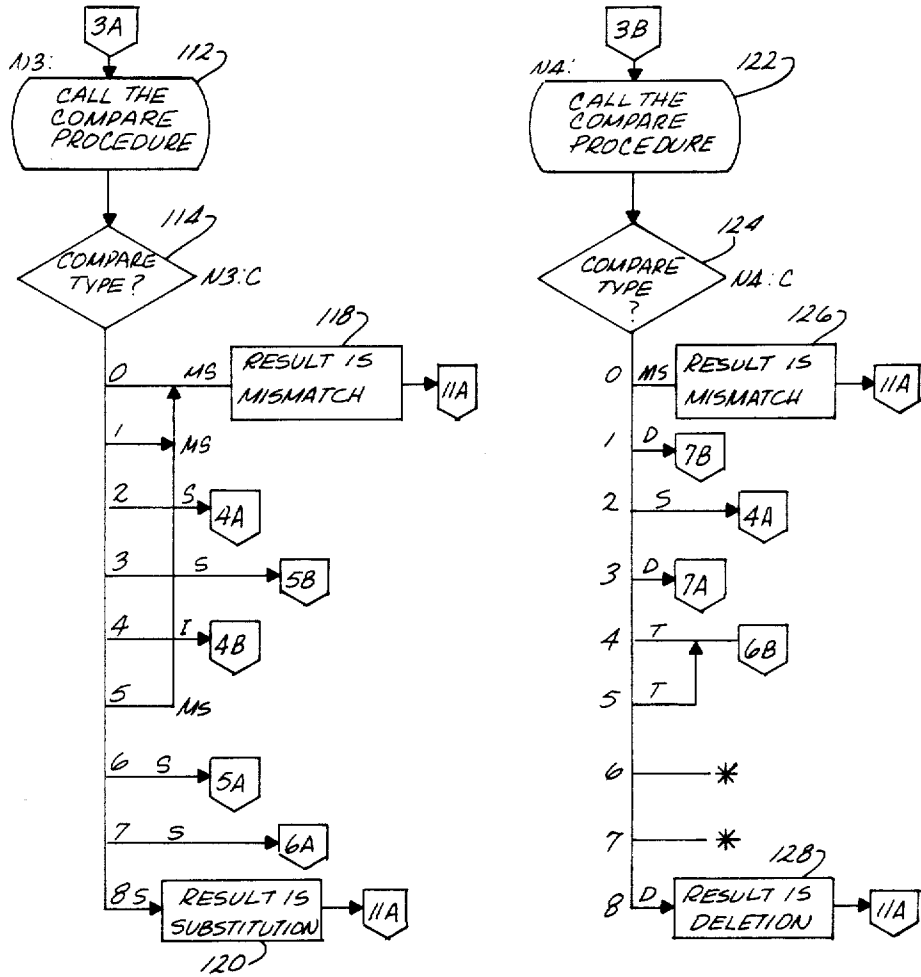 3A
N3:
112
CALL THE
COMPARE
PROCEDURE
114
COMPARE
TYPE?
N3:C
118
0 MS
RESULT IS
MISMATCH
11A
1 MS
2 S 4A
3 S 5B
4 I 4B
5 MS
6 S 5A
7 S 6A
8 S
RESULT IS
SUBSTITUTION
11A
120
3B
N4:
122
CALL THE
COMPARE
PROCEDURE
124
COMPARE
TYPE
?
N4:C
126
0 MS
RESULT IS
MISMATCH
11A
1 D 7B
2 S 4A
3 D 7A
4 T 6B
5 T
6 *
7 *
128
8 D
RESULT IS
DELETION
11A